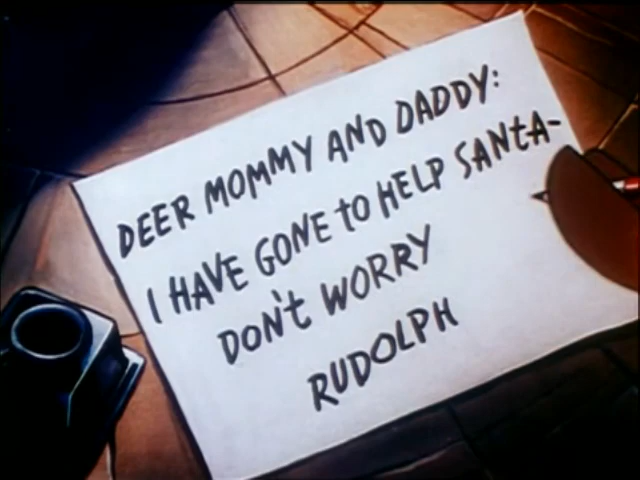 DEER MOMMY AND DADDY:
I HAVE GONE to HELP SANtA-
DON't WORRY
RUDOLPH